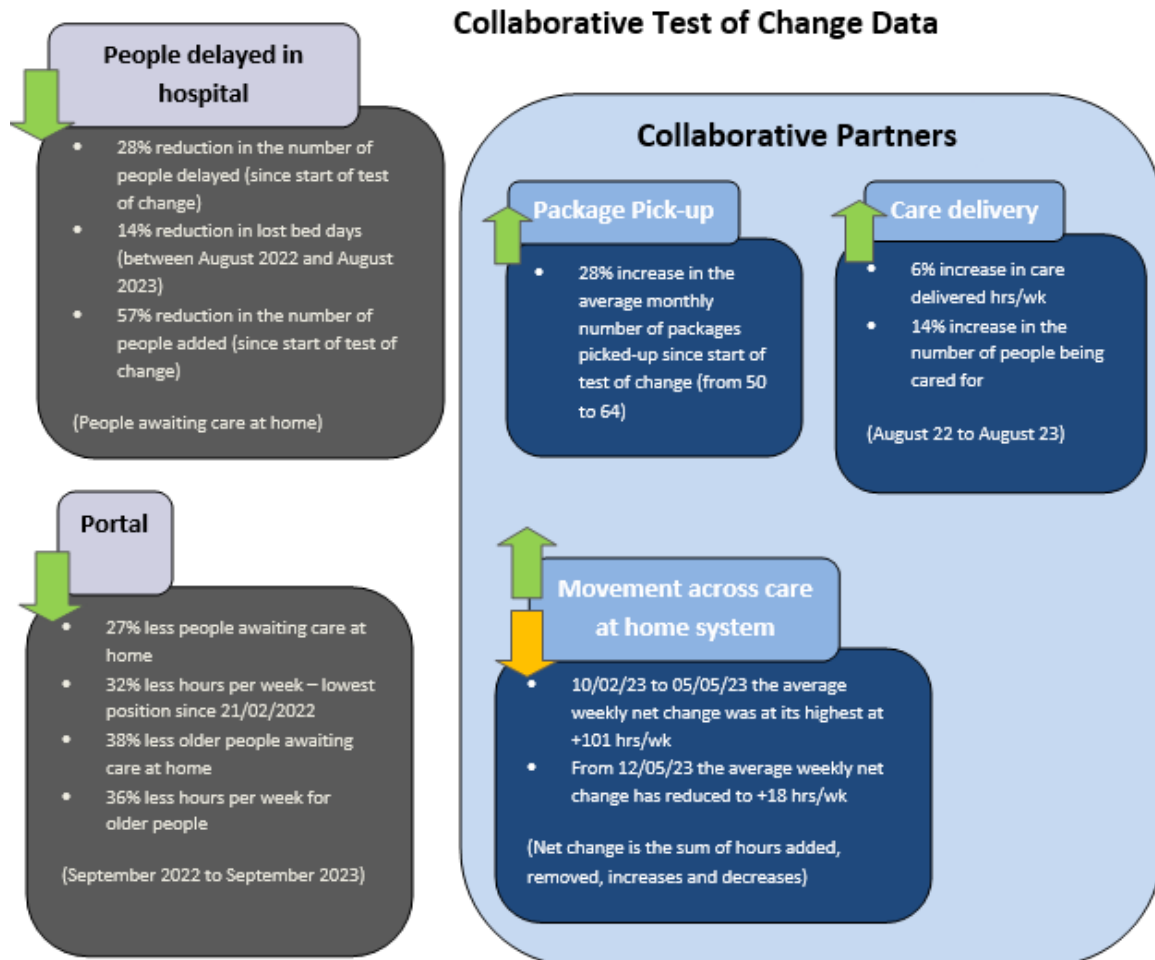 Collaborative Test of Change Data
People delayed in
hospital
• 28% reduction in the number of
people delayed (since start of test
of change)
• 14% reduction in lost bed days
(between August 2022 and August
2023)
• 57% reduction in the number of
people added (since start of test of
change)
(People awaiting care at home)
Portal
• 27% less people awaiting care at
home
• 32% less hours per week – lowest
position since 21/02/2022
• 38% less older people awaiting
care at home
• 36% less hours per week for
older people
(September 2022 to September 2023)
Collaborative Partners
Package Pick-up
• 28% increase in the
average monthly
number of packages
picked-up since start of
test of change (from 50
to 64)
Care delivery
• 6% increase in care
delivered hrs/wk
• 14% increase in the
number of people being
cared for
(August 22 to August 23)
Movement across care
at home system
• 10/02/23 to 05/05/23 the average
weekly net change was at its highest at
+101 hrs/wk
• From 12/05/23 the average weekly net
change has reduced to +18 hrs/wk
(Net change is the sum of hours added,
removed, increases and decreases)